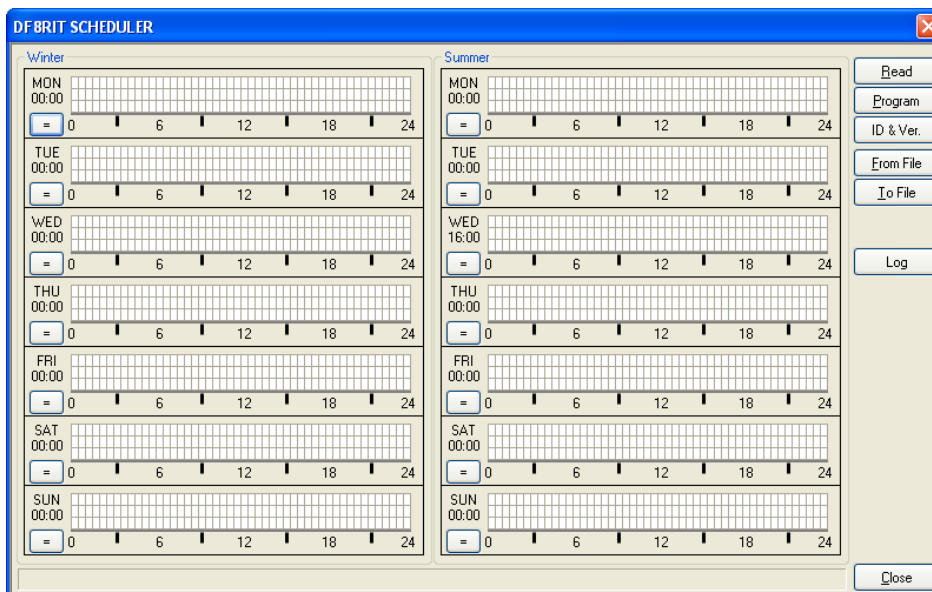 DF8RIT SCHEDULER
Winter
MON
00:00
= 0 6 12 18 24
TUE
00:00
= 0 6 12 18 24
WED
00:00
= 0 6 12 18 24
THU
00:00
= 0 6 12 18 24
FRI
00:00
= 0 6 12 18 24
SAT
00:00
= 0 6 12 18 24
SUN
00:00
= 0 6 12 18 24
Summer
MON
00:00
= 0 6 12 18 24
TUE
00:00
= 0 6 12 18 24
WED
16:00
= 0 6 12 18 24
THU
00:00
= 0 6 12 18 24
FRI
00:00
= 0 6 12 18 24
SAT
00:00
= 0 6 12 18 24
SUN
00:00
= 0 6 12 18 24
Read
Program
ID & Ver.
From File
To File
Log
Close